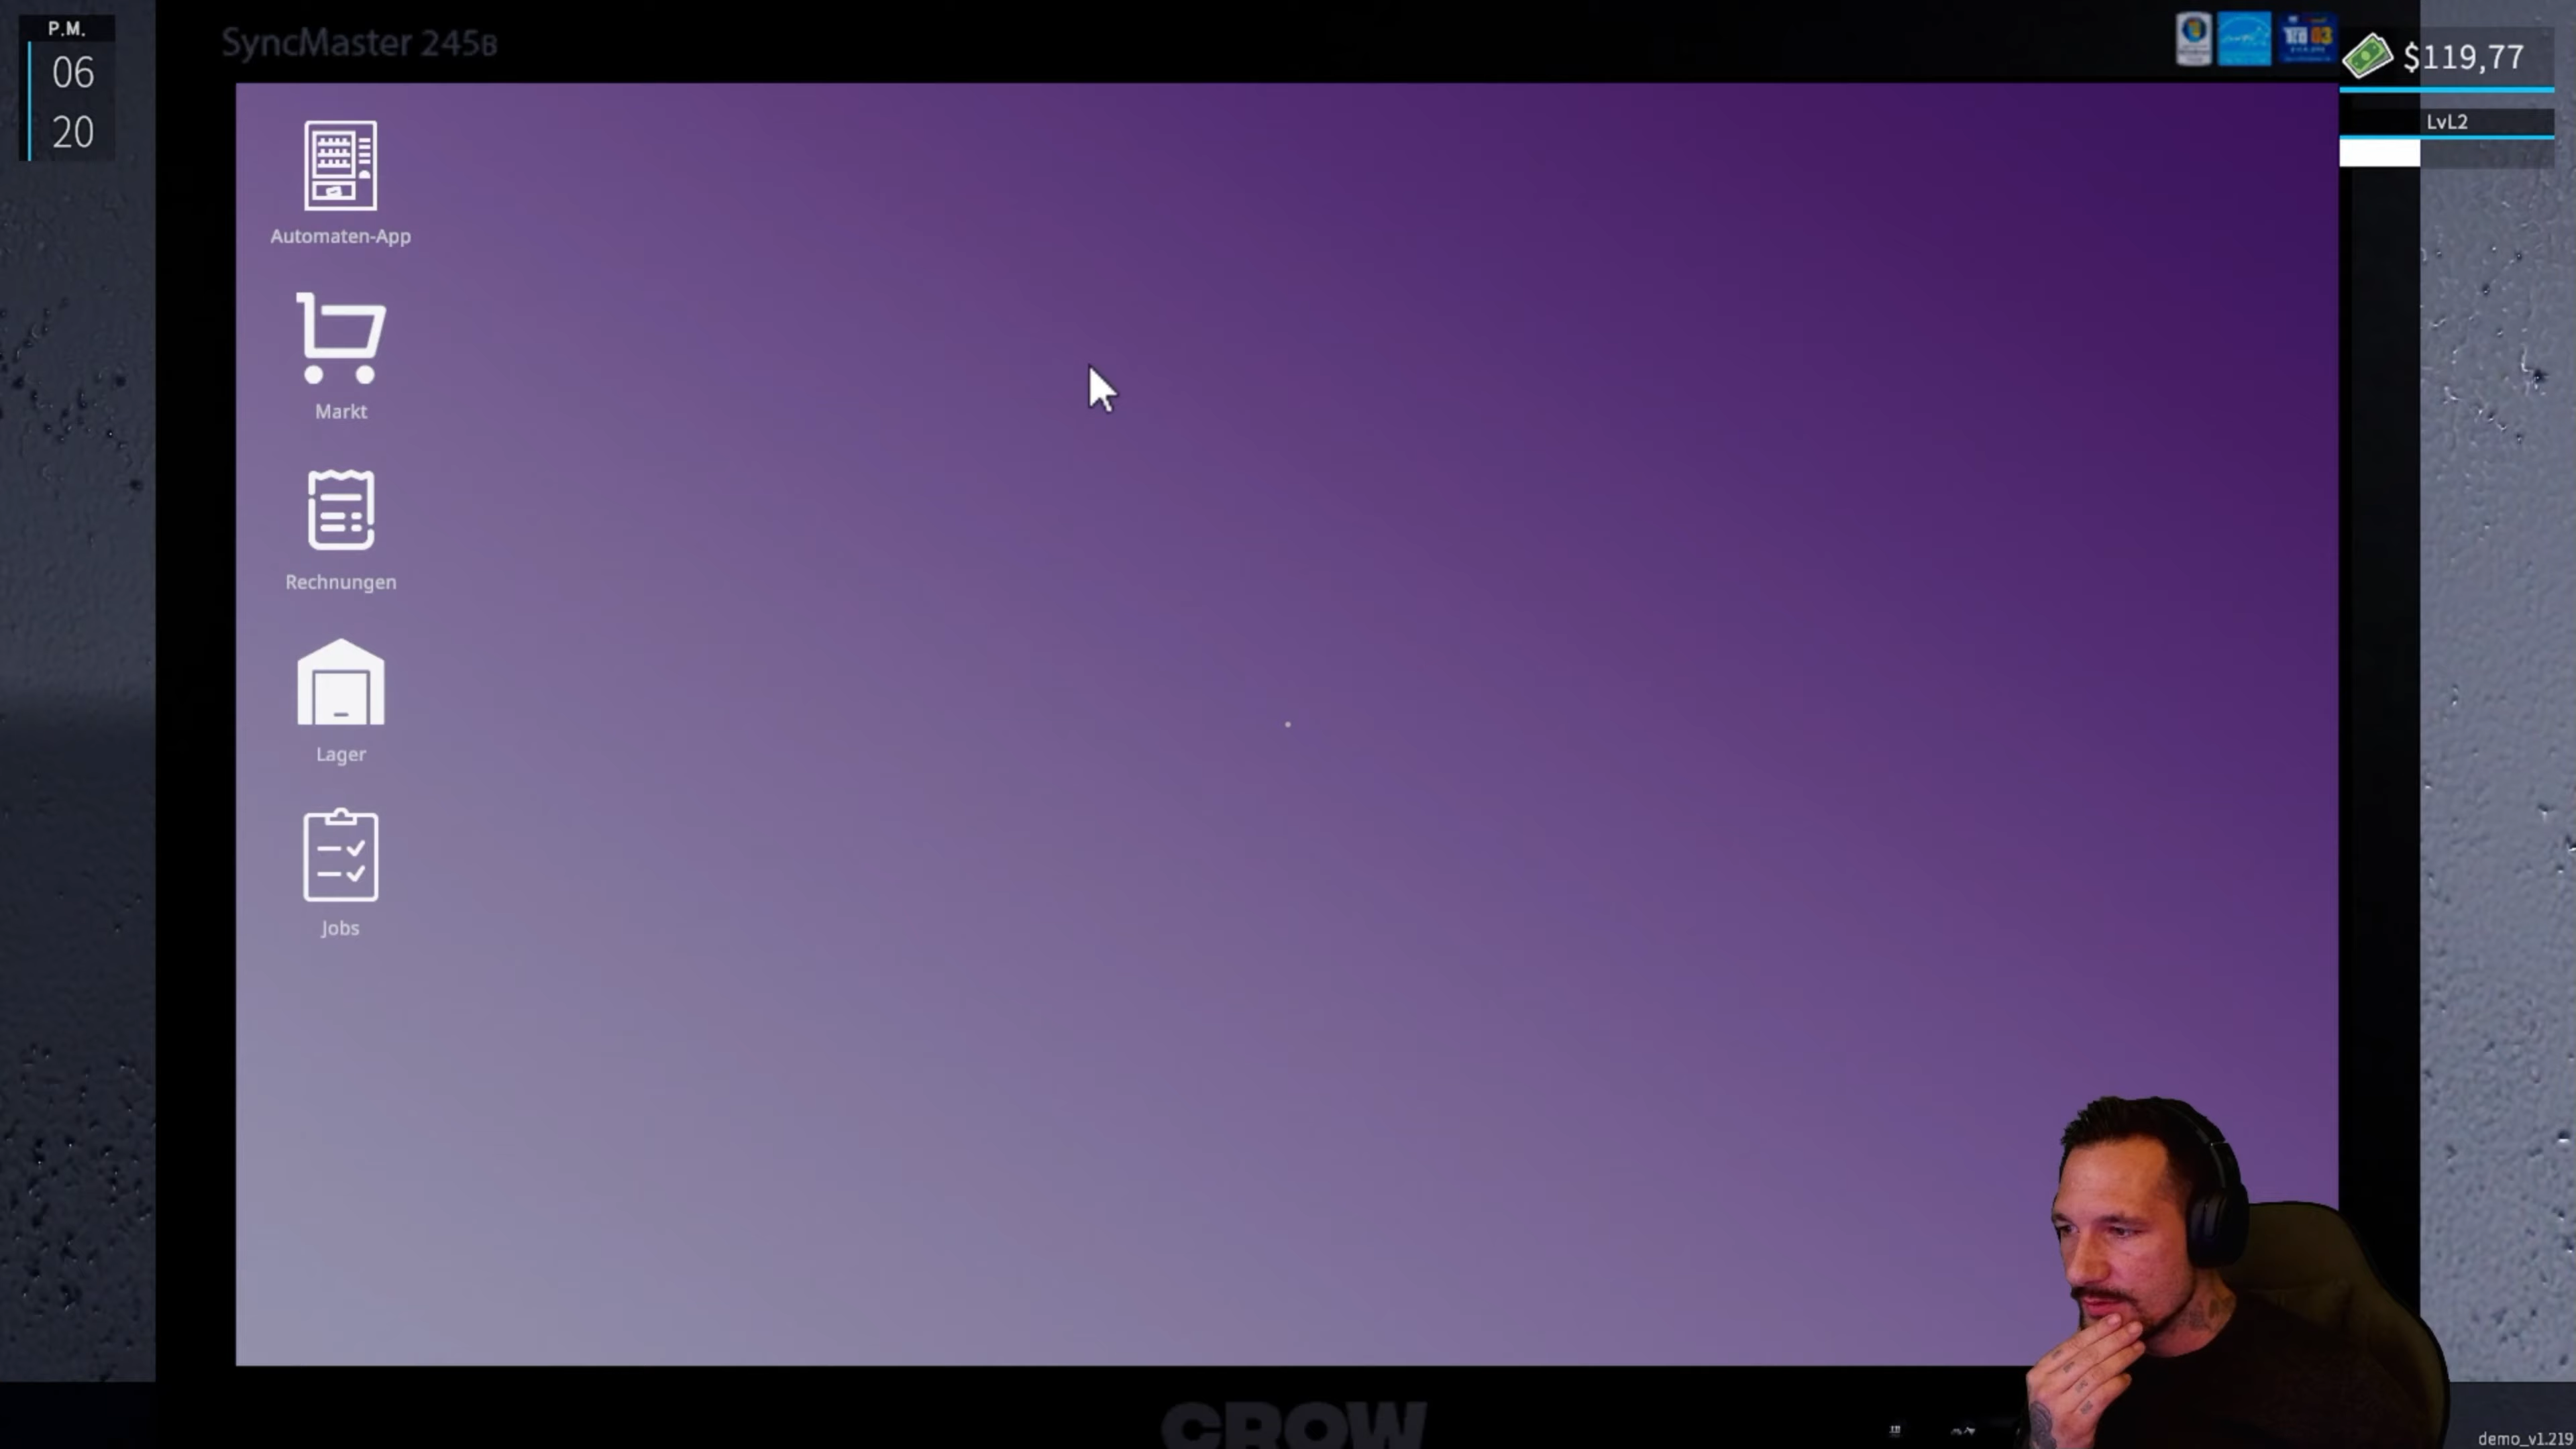 P.M.
06
20
SyncMaster 245B
$119,77
LvL2
Automaten-App
Markt
Rechnungen
Lager
Jobs
CROW
demo_v1.219